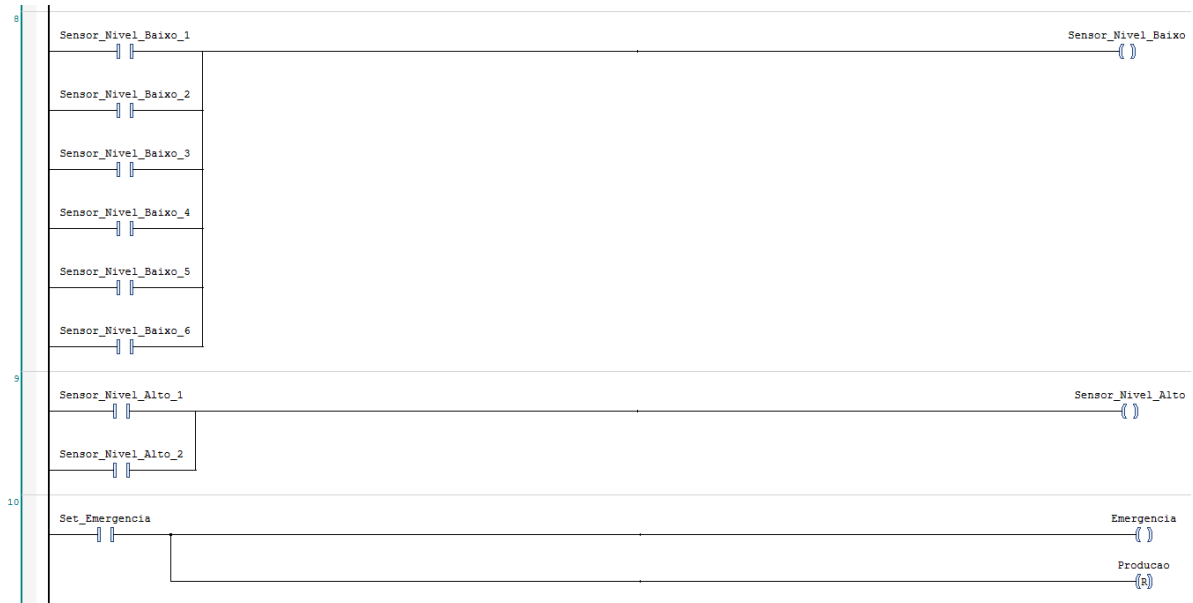 8
Sensor_Nivel_Baixo_1
Sensor_Nivel_Baixo
Sensor_Nivel_Baixo_2
Sensor_Nivel_Baixo_3
Sensor_Nivel_Baixo_4
Sensor_Nivel_Baixo_5
Sensor_Nivel_Baixo_6
9
Sensor_Nivel_Alto_1
Sensor_Nivel_Alto
Sensor_Nivel_Alto_2
10
Set_Emergencia
Emergencia
Producao
R